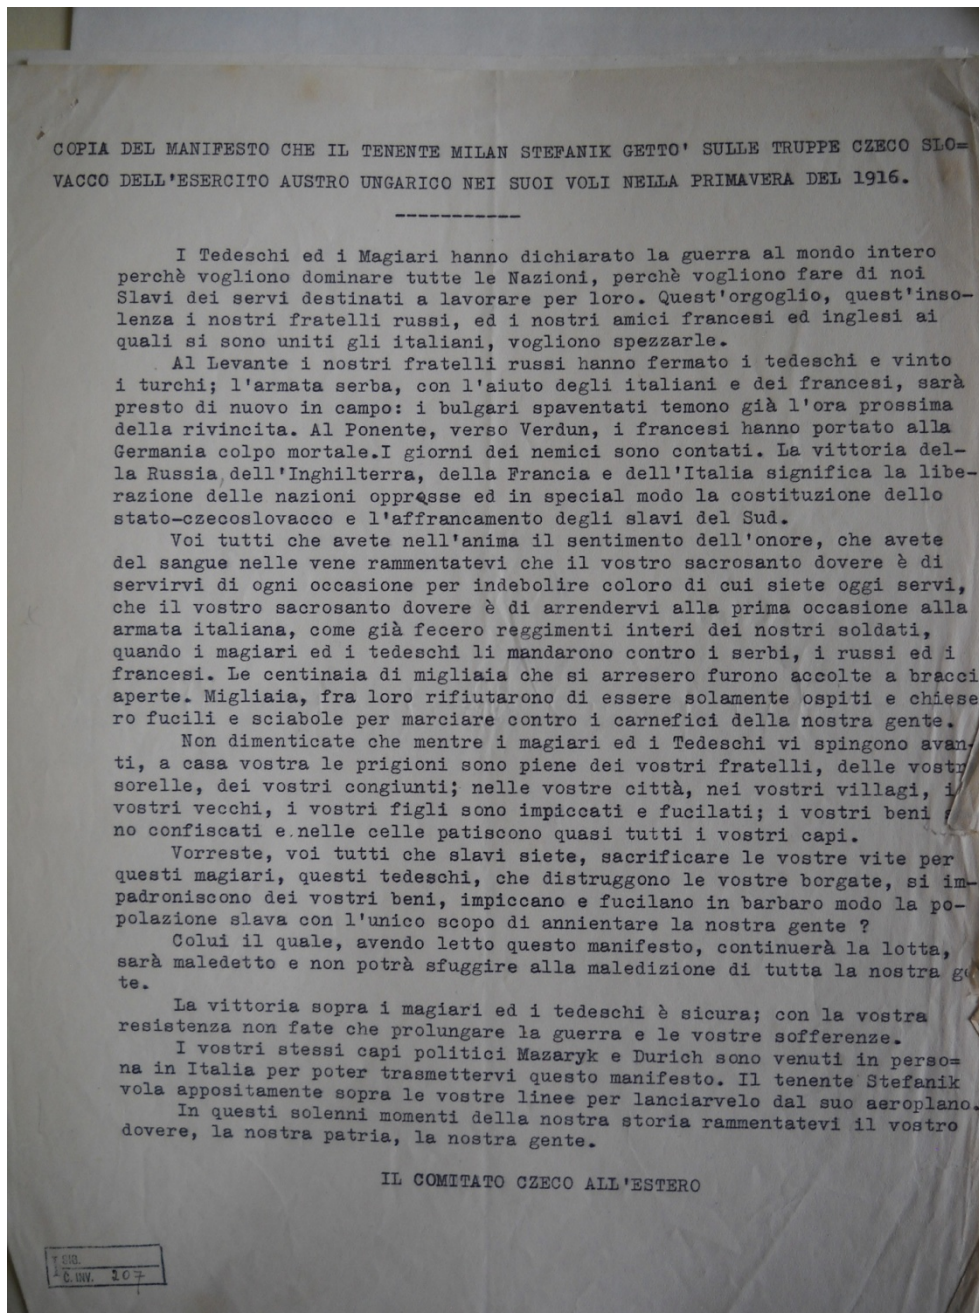 COPIA DEL MANIFESTO CHE IL TENENTE MILAN STEFANIK GETTO' SULLE TRUPPE CZECO SLO=
VACCO DELL'ESERCITO AUSTRO UNGARICO NEI SUOI VOLI NELLA PRIMAVERA DEL 1916.
-----------
I Tedeschi ed i Magiari hanno dichiarato la guerra al mondo intero
perchè vogliono dominare tutte le Nazioni, perchè vogliono fare di noi
Slavi dei servi destinati a lavorare per loro. Quest'orgoglio, quest'inso-
lenza i nostri fratelli russi, ed i nostri amici francesi ed inglesi ai
quali si sono uniti gli italiani, vogliono spezzarle.
Al Levante i nostri fratelli russi hanno fermato i tedeschi e vinto
i turchi; l'armata serba, con l'aiuto degli italiani e dei francesi, sarà
presto di nuovo in campo: i bulgari spaventati temono già l'ora prossima
della rivincita. Al Ponente, verso Verdun, i francesi hanno portato alla
Germania colpo mortale.I giorni dei nemici sono contati. La vittoria del-
la Russia,dell'Inghilterra, della Francia e dell'Italia significa la libe-
razione delle nazioni oppresse ed in special modo la costituzione dello
stato-czecoslovacco e l'affrancamento degli slavi del Sud.
Voi tutti che avete nell'anima il sentimento dell'onore, che avete
del sangue nelle vene rammentatevi che il vostro sacrosanto dovere è di
servirvi di ogni occasione per indebolire coloro di cui siete oggi servi,
che il vostro sacrosanto dovere è di arrendervi alla prima occasione alla
armata italiana, come già fecero reggimenti interi dei nostri soldati,
quando i magiari ed i tedeschi li mandarono contro i serbi, i russi ed i
francesi. Le centinaia di migliaia che si arresero furono accolte a bracci
aperte. Migliaia, fra loro rifiutarono di essere solamente ospiti e chiese
ro fucili e sciabole per marciare contro i carnefici della nostra gente.
Non dimenticate che mentre i magiari ed i Tedeschi vi spingono avan-
ti, a casa vostra le prigioni sono piene dei vostri fratelli, delle vostr
sorelle, dei vostri congiunti; nelle vostre città, nei vostri villagi, i
vostri vecchi, i vostri figli sono impiccati e fucilati; i vostri beni
no confiscati e.nelle celle patiscono quasi tutti i vostri capi.
Vorreste, voi tutti che slavi siete, sacrificare le vostre vite per
questi magiari, questi tedeschi, che distruggono le vostre borgate, si im-
padroniscono dei vostri beni, impiccano e fucilano in barbaro modo la po-
polazione slava con l'unico scopo di annientare la nostra gente ?
Colui il quale, avendo letto questo manifesto, continuerà la lotta,
sarà maledetto e non potrà sfuggire alla maledizione di tutta la nostra
te.
La vittoria sopra i magiari ed i tedeschi è sicura; con la vostra
resistenza non fate che prolungare la guerra e le vostre sofferenze.
I vostri stessi capi politici Mazaryk e Durich sono venuti in perso=
na in Italia per poter trasmettervi questo manifesto. Il tenente Stefanik
vola appositamente sopra le vostre linee per lanciarvelo dal suo aeroplano.
In questi solenni momenti della nostra storia rammentatevi il vostro
dovere, la nostra patria, la nostra gente.
IL COMITATO CZECO ALL'ESTERO
C. INV. 207